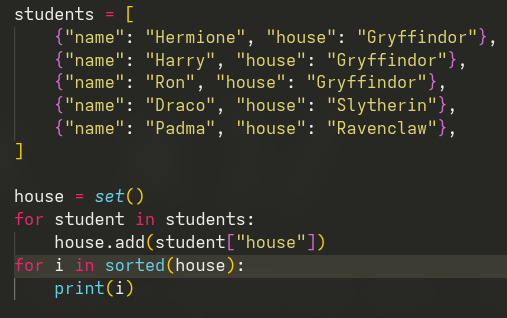 students = [
    {"name": "Hermione", "house": "Gryffindor"},
    {"name": "Harry", "house": "Gryffindor"},
    {"name": "Ron", "house": "Gryffindor"},
    {"name": "Draco", "house": "Slytherin"},
    {"name": "Padma", "house": "Ravenclaw"},
]

house = set()
for student in students:
    house.add(student["house"])
for i in sorted(house):
    print(i)